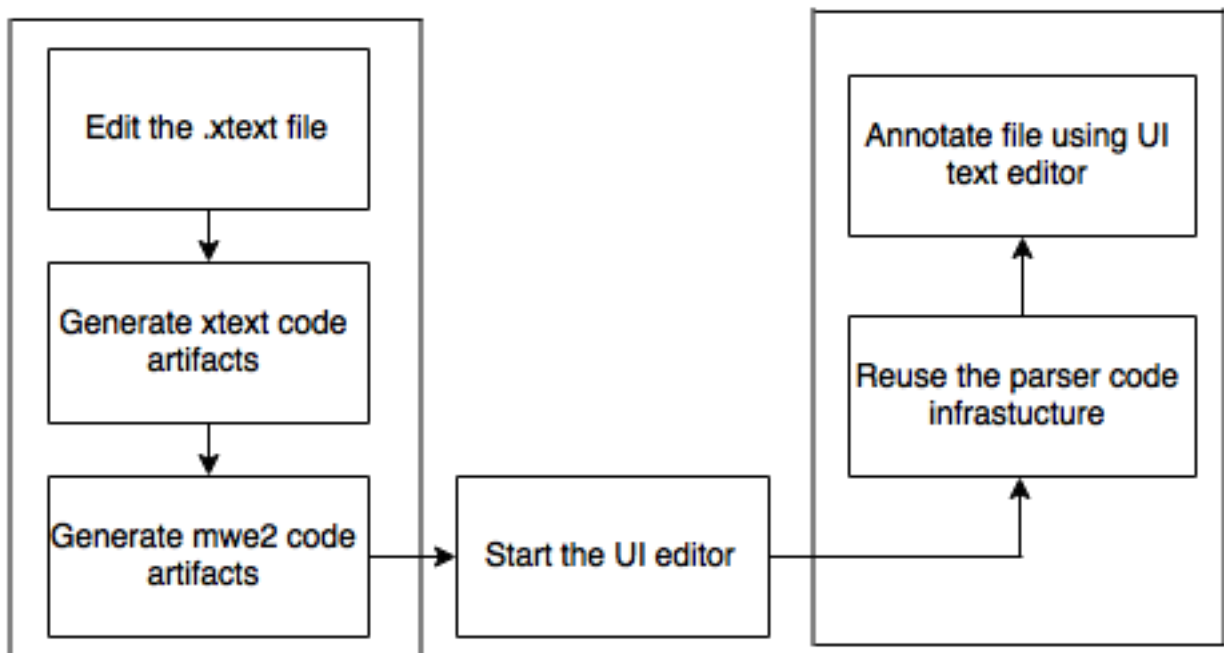 Edit the .xtext file
Generate xtext code
artifacts
Generate mwe2 code
artifacts
Start the UI editor
Reuse the parser code
infrastucture
Annotate file using UI
text editor